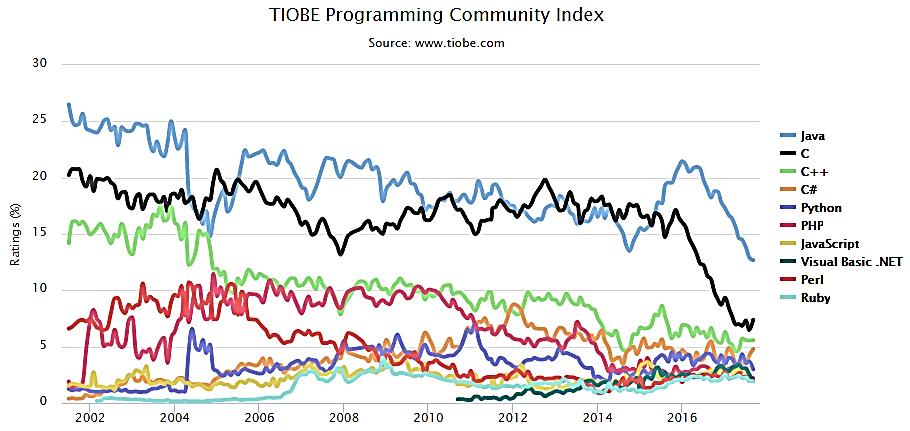 TIOBE Programming Community Index
Source: www.tiobe.com
Ratings (%)
30
25
20
15
10
5
0
2002 2004 2006 2008 2010 2012 2014 2016
Java
C
C++
C#
Python
PHP
JavaScript
Visual Basic .NET
Perl
Ruby